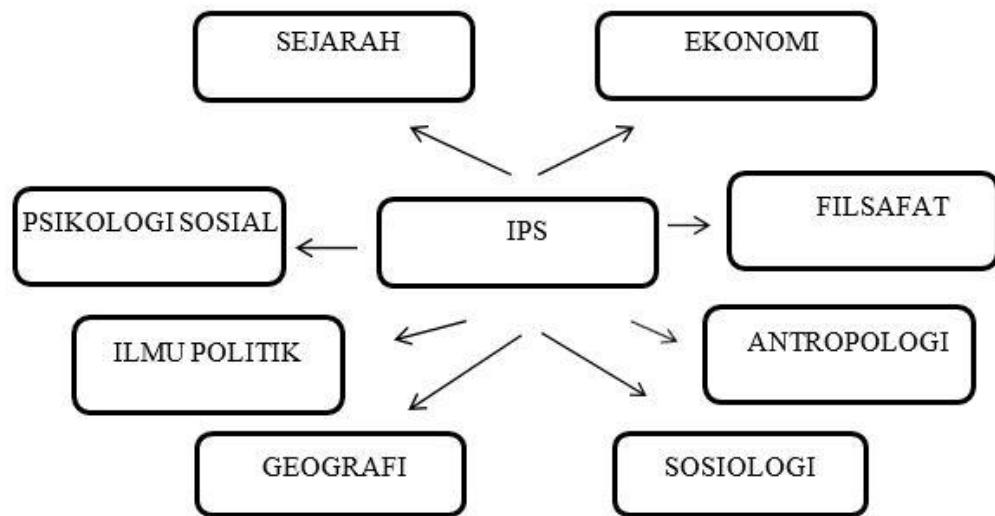 SEJARAH
EKONOMI
PSIKOLOGI SOSIAL
IPS
FILSAFAT
ILMU POLITIK
ANTROPOLOGI
GEOGRAFI
SOSIOLOGI